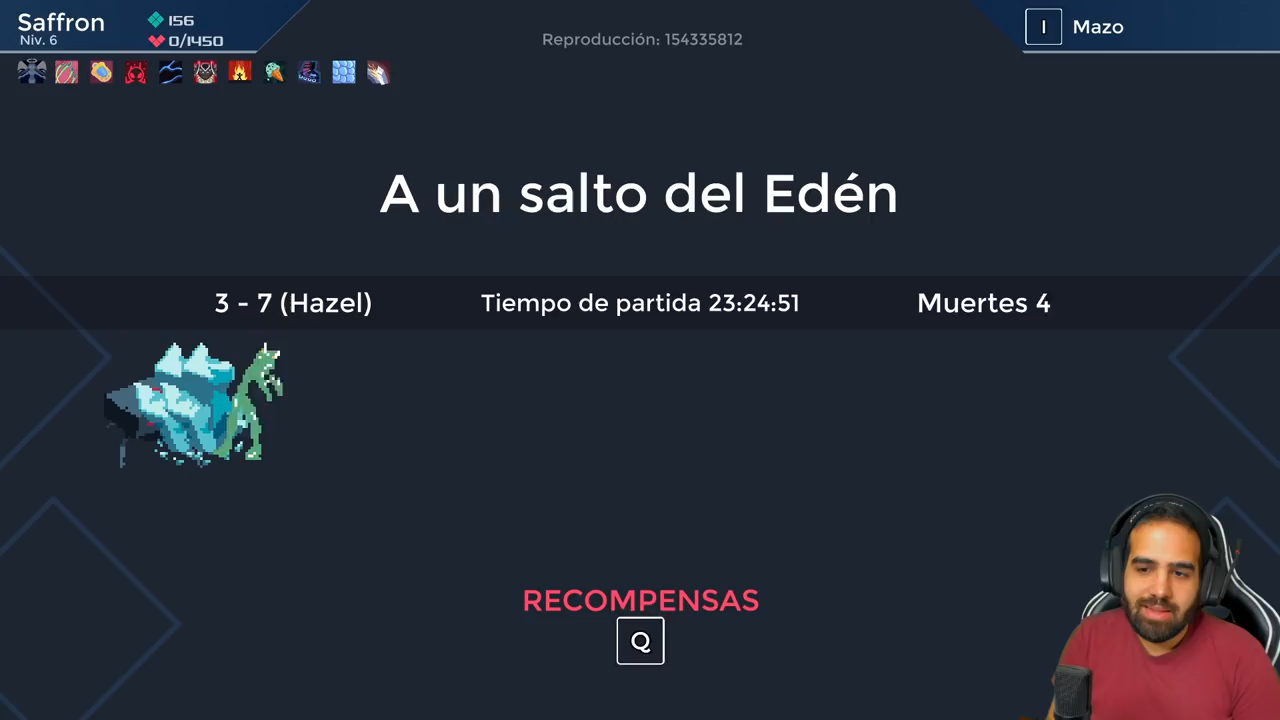 Saffron
Niv. 6
156
0/1450
Reproducción: 154335812
I
Mazo
A un salto del Edén
3 - 7 (Hazel)
Tiempo de partida 23:24:51
Muertes 4
RECOMPENSAS
Q